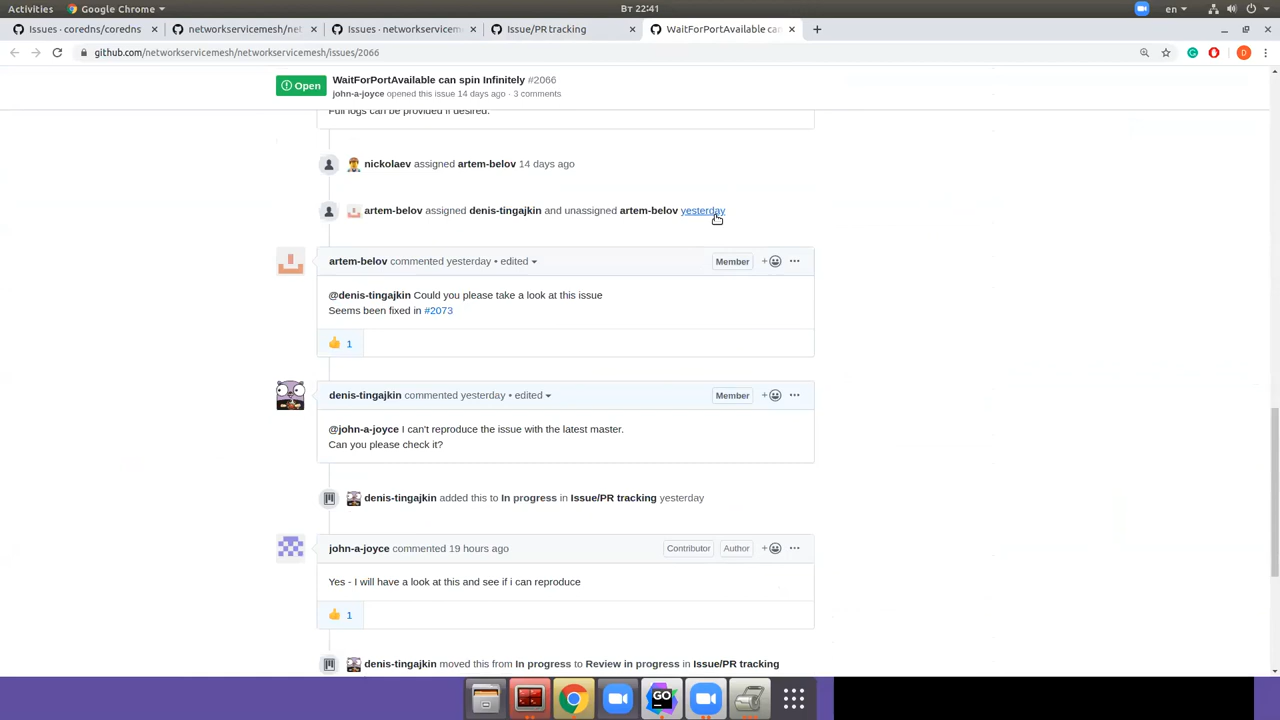 Activities
Google Chrome
Вт 22:41
en
Issues · coredns/coredns
networkservicemesh/networ
Issues · networkservicem
Issue/PR tracking
WaitForPortAvailable ca
github.com/networkservicemesh/networkservicemesh/issues/2066
D
Open
WaitForPortAvailable can spin Infinitely #2066
john-a-joyce opened this issue 14 days ago · 3 comments
Full logs can be provided if desired.
nickolaev assigned artem-belov 14 days ago
artem-belov assigned denis-tingajkin and unassigned artem-belov yesterday
artem-belov commented yesterday • edited
Member
@denis-tingajkin Could you please take a look at this issue
Seems been fixed in #2073
1
denis-tingajkin commented yesterday • edited
Member
@john-a-joyce I can't reproduce the issue with the latest master.
Can you please check it?
denis-tingajkin added this to In progress in Issue/PR tracking yesterday
john-a-joyce commented 19 hours ago
Contributor
Author
Yes - I will have a look at this and see if i can reproduce
1
denis-tingajkin moved this from In progress to Review in progress in Issue/PR tracking
GO